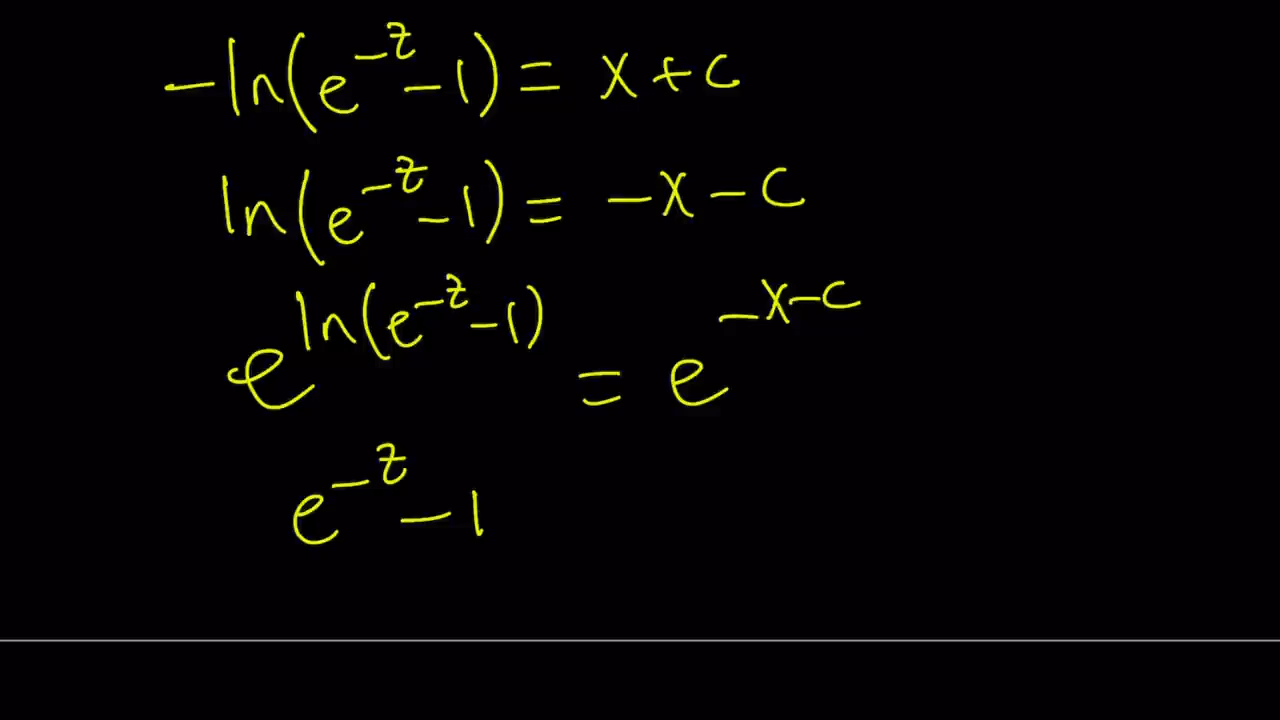 -ln(e^{-z}-1) = x+c
ln(e^{-z}-1) = -x-c
e^{ln(e^{-z}-1)} = e^{-x-c}
e^{-z}-1